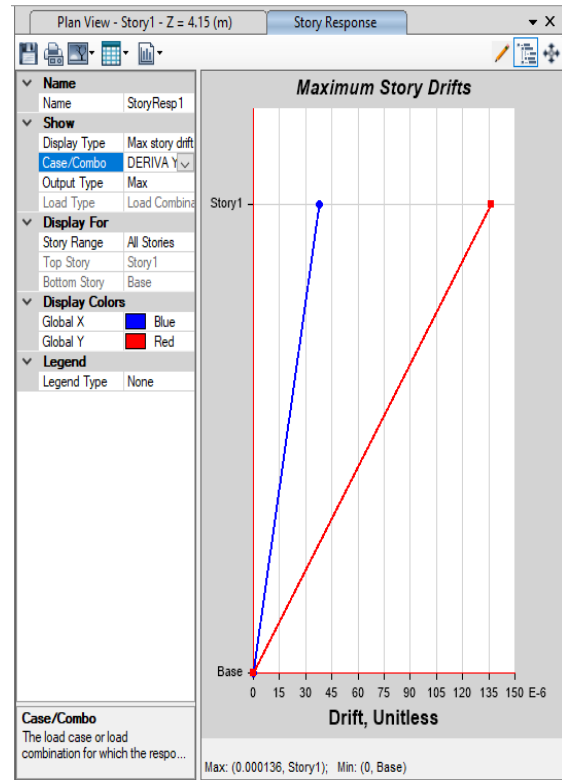 Plan View - Story1 - Z = 4.15 (m)
Story Response
X
Name
Name StoryResp1
Show
Display Type Max story drift
Case/Combo DERIVA Y
Output Type Max
Load Type Load Combina
Display For
Story Range All Stories
Top Story Story1
Bottom Story Base
Display Colors
Global X Blue
Global Y Red
Legend
Legend Type None
Case/Combo
The load case or load
combination for which the respo...
Maximum Story Drifts
Story1
Base
0 15 30 45 60 75 90 105 120 135 150 E-6
Drift, Unitless
Max: (0.000136, Story1); Min: (0, Base)